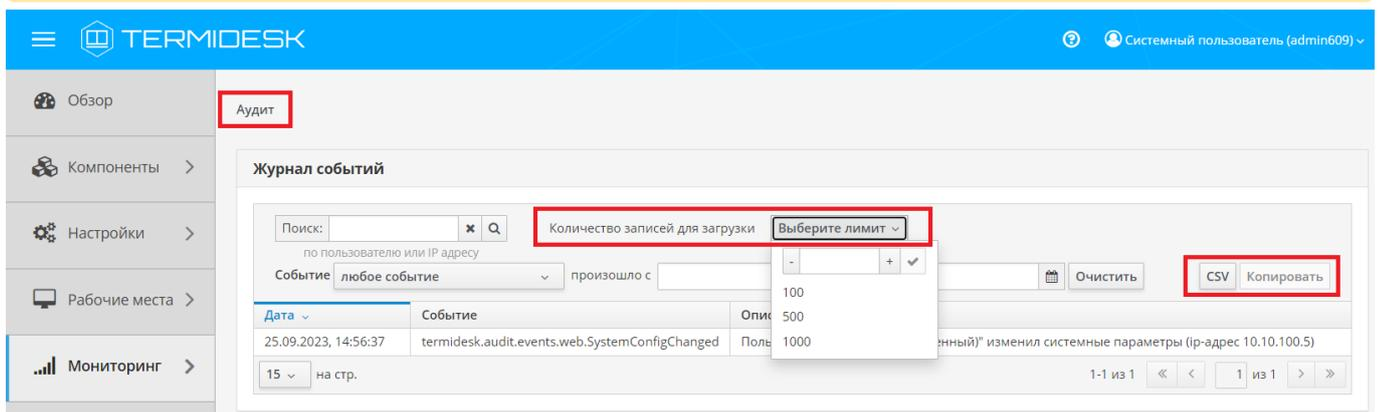 TERMIDESK
Системный пользователь (admin609)
Обзор
Аудит
Компоненты
Журнал событий
Настройки
Поиск:
Количество записей для загрузки
Выберите лимит
по пользователю или IP адресу
- +
Событие любое событие произошло с
Очистить
CSV Копировать
Рабочие места
100
500
1000
Дата Событие
25.09.2023, 14:56:37 termidesk.audit.events.web.SystemConfigChanged
изменил системные параметры (ip-адрес 10.10.100.5)
Мониторинг
15 на стр.
1-1 из 1 « < 1 из 1 > »